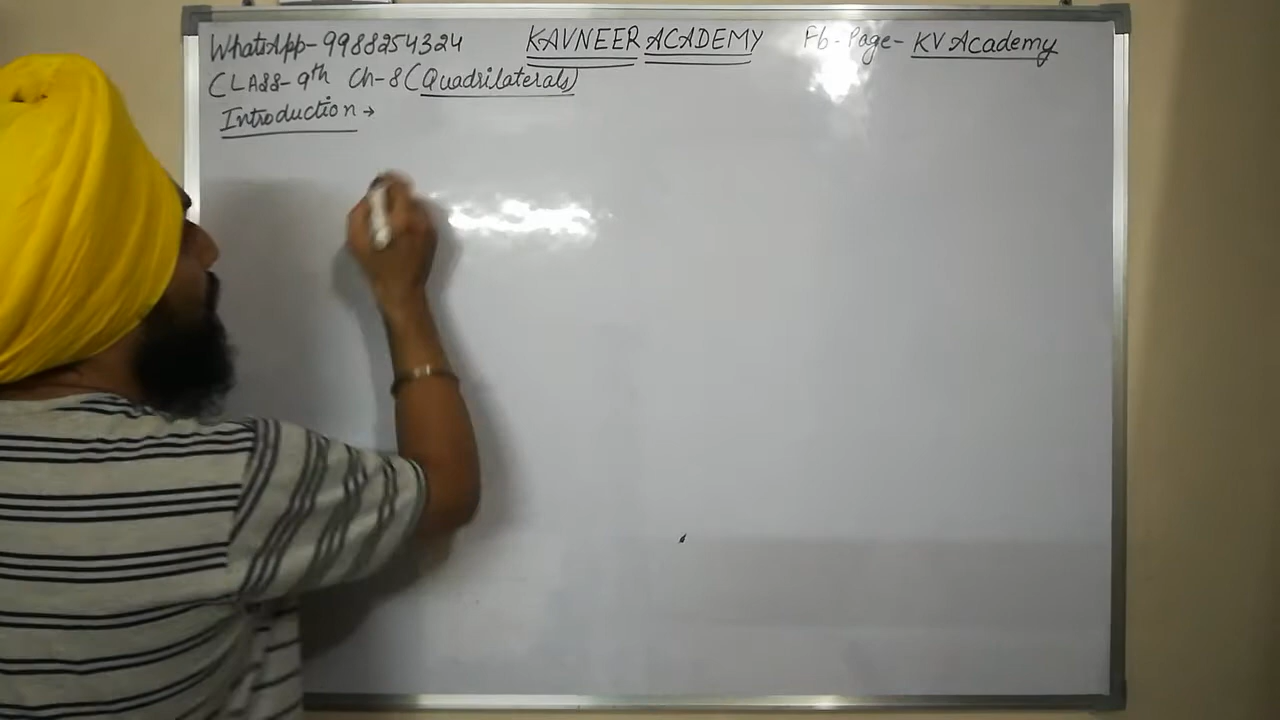 WhatsApp-9988254324 KAVNEER ACADEMY Fb-Page-KV Academy
CLASS-9th Ch-8(Quadrilaterals)
Introduction→